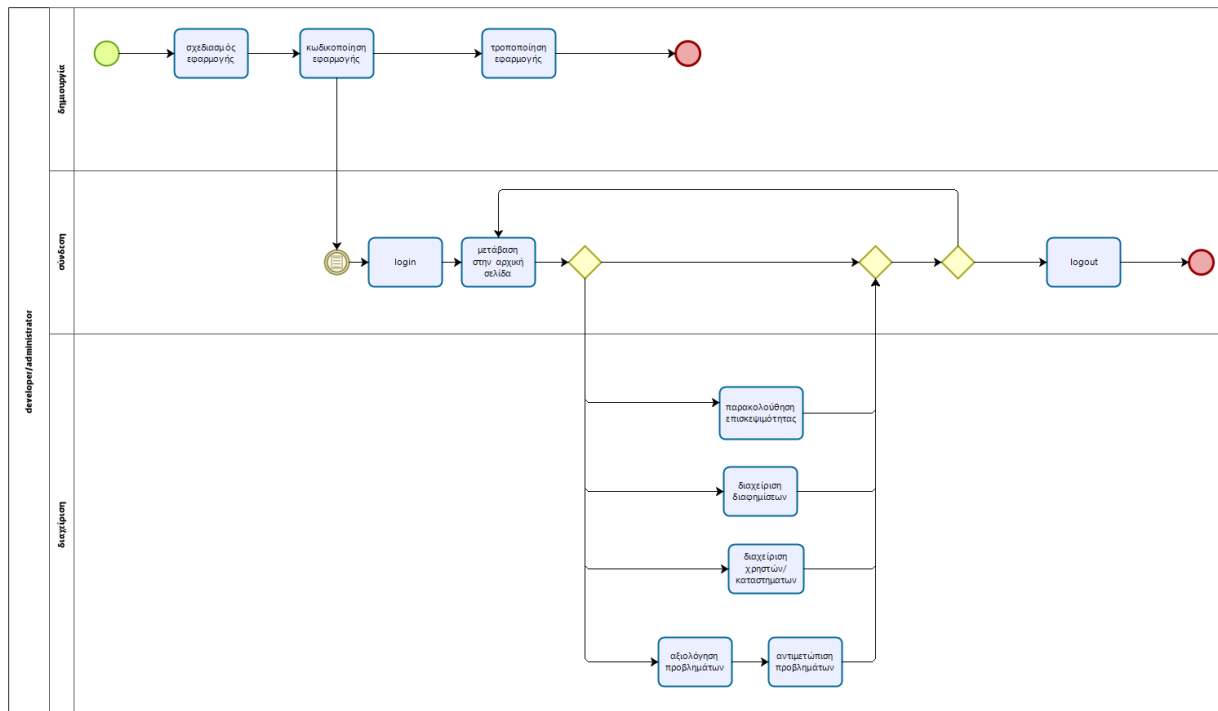 developer/administrator
δημιουργία
σχεδιασμός
εφαρμογής
κωδικοποίηση
εφαρμογής
τροποποίηση
εφαρμογής
σύνδεση
login
μετάβαση
στην αρχική
σελίδα
logout
διαχείριση
παρακολούθηση
επισκεψιμότητας
διαχείριση
διαφημίσεων
διαχείριση
χρηστών/
καταστηματων
αξιολόγηση
προβλημάτων
αντιμετώπιση
προβλημάτων